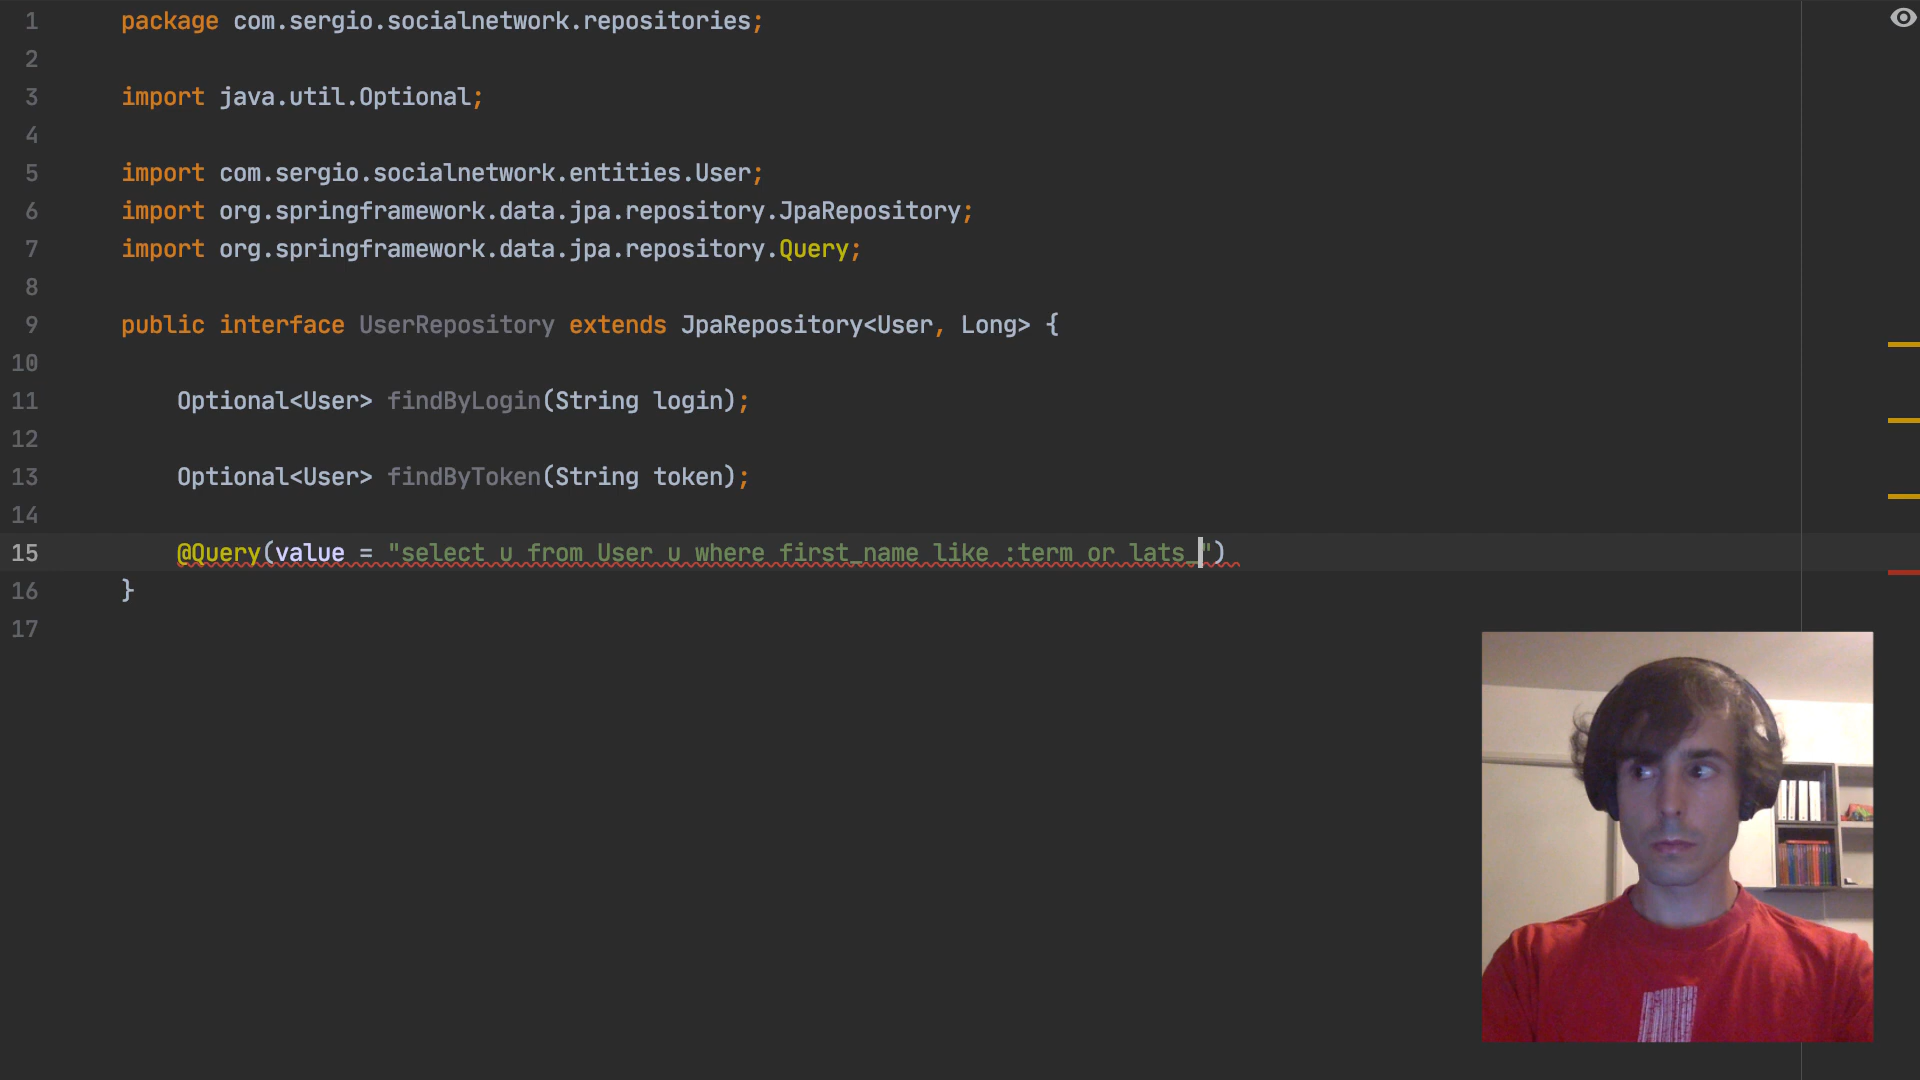 1 package com.sergio.socialnetwork.repositories;
2
3 import java.util.Optional;
4
5 import com.sergio.socialnetwork.entities.User;
6 import org.springframework.data.jpa.repository.JpaRepository;
7 import org.springframework.data.jpa.repository.Query;
8
9 public interface UserRepository extends JpaRepository<User, Long> {
10
11 Optional<User> findByLogin(String login);
12
13 Optional<User> findByToken(String token);
14
15 @Query(value = "select u from User u where first_name like :term or lats_")
16 }
17